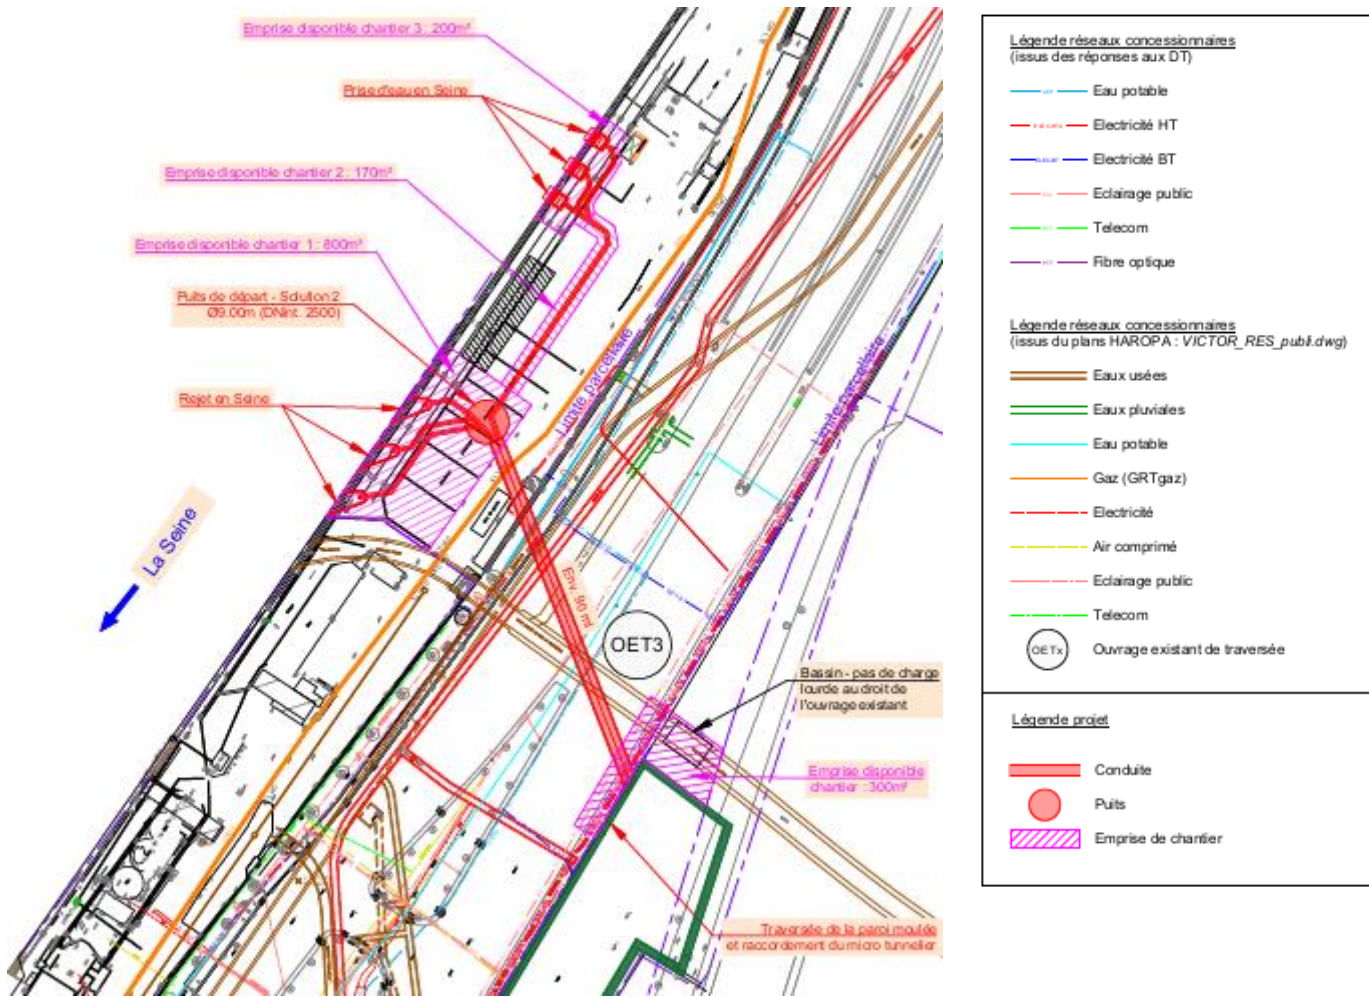 Emprise disponible chantier 3 : 200m²
Prise d'eau en Seine
Emprise disponible chantier 2 : 170m²
Emprise disponible chantier 1 : 800m²
Puits de départ - Solution 2
Ø9.00m (DNint. 2500)
Rejet en Seine
La Seine
Limite parcellaire
Limite parcellaire
Env. 90 ml
OET3
Bassin - pas de charge
lourde au droit de
l'ouvrage existant
Emprise disponible
chantier : 300m²
Traversée de la paroi moulée
et raccordement du micro tunnelier
Légende réseaux concessionnaires
(issus des réponses aux DT)
Eau potable
Electricité HT
Electricité BT
Eclairage public
Telecom
Fibre optique
Légende réseaux concessionnaires
(issus du plans HAROPA : VICTOR_RES_publ.dwg)
Eaux usées
Eaux pluviales
Eau potable
Gaz (GRTgaz)
Electricité
Air comprimé
Eclairage public
Telecom
OETx
Ouvrage existant de traversée
Légende projet
Conduite
Puits
Emprise de chantier